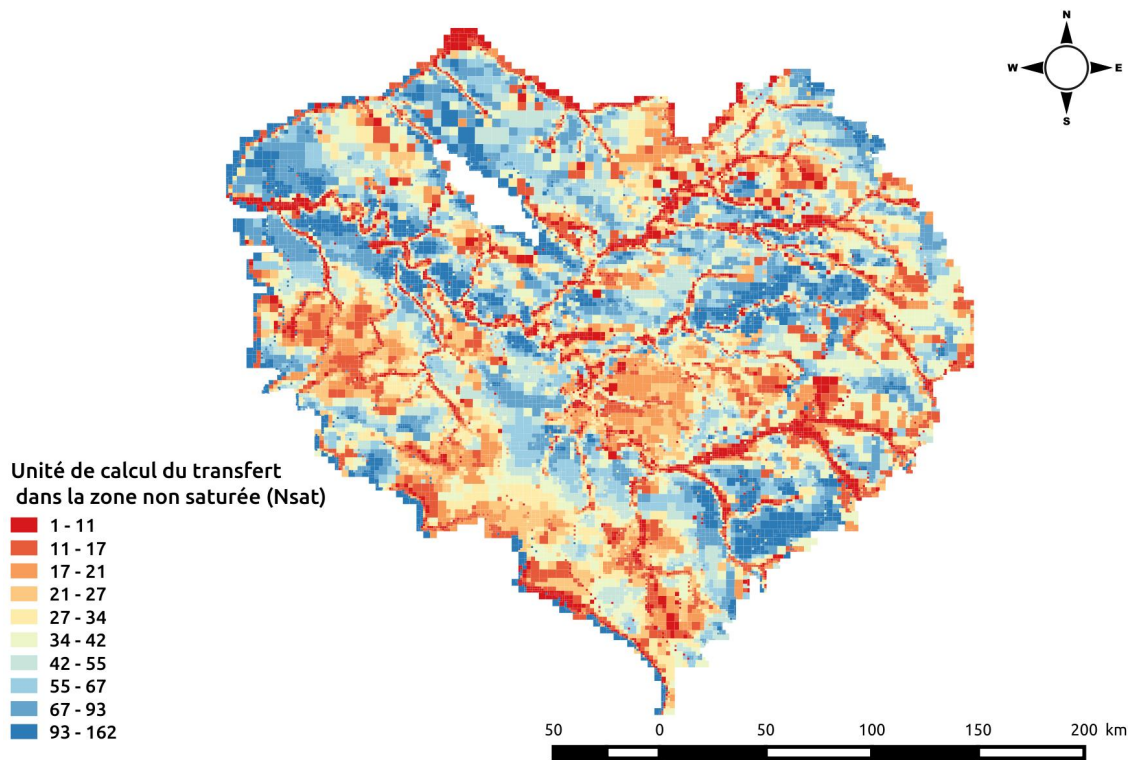 N
W E
S
Unité de calcul du transfert
dans la zone non saturée (Nsat)
1 - 11
11 - 17
17 - 21
21 - 27
27 - 34
34 - 42
42 - 55
55 - 67
67 - 93
93 - 162
50 0 50 100 150 200 km